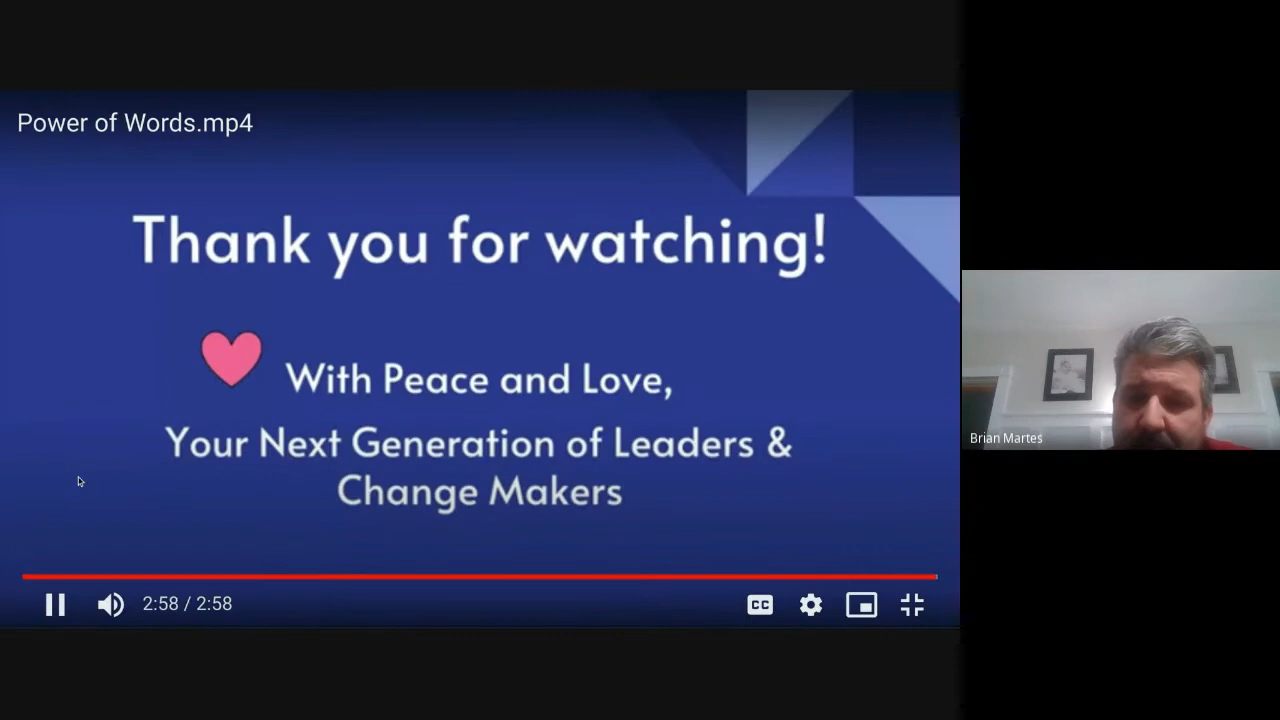 Power of Words.mp4
Thank you for watching!
With Peace and Love,
Your Next Generation of Leaders &
Change Makers
2:58 / 2:58
CC
Brian Martes